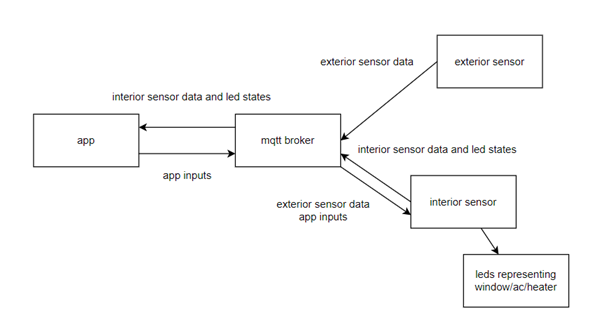 exterior sensor data
exterior sensor
interior sensor data and led states
app
mqtt broker
interior sensor data and led states
app inputs
exterior sensor data
app inputs
interior sensor
leds representing
window/ac/heater